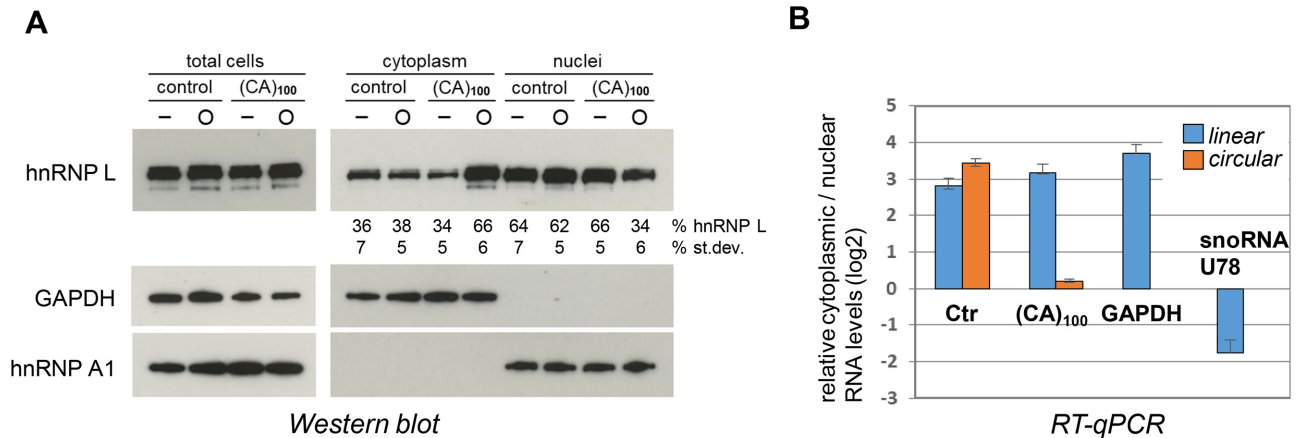 A
total cells
cytoplasm
nuclei
control (CA)100
control (CA)100 control (CA)100
– O – O
– O – O – O – O
hnRNP L
36 38 34 66 64 62 66 34 % hnRNP L
7 5 5 6 7 5 5 6 % st.dev.
GAPDH
hnRNP A1
Western blot
B
relative cytoplasmic / nuclear
RNA levels (log2)
5
4
3
2
1
0
-1
-2
-3
linear
circular
snoRNA
U78
Ctr (CA)100 GAPDH
RT-qPCR